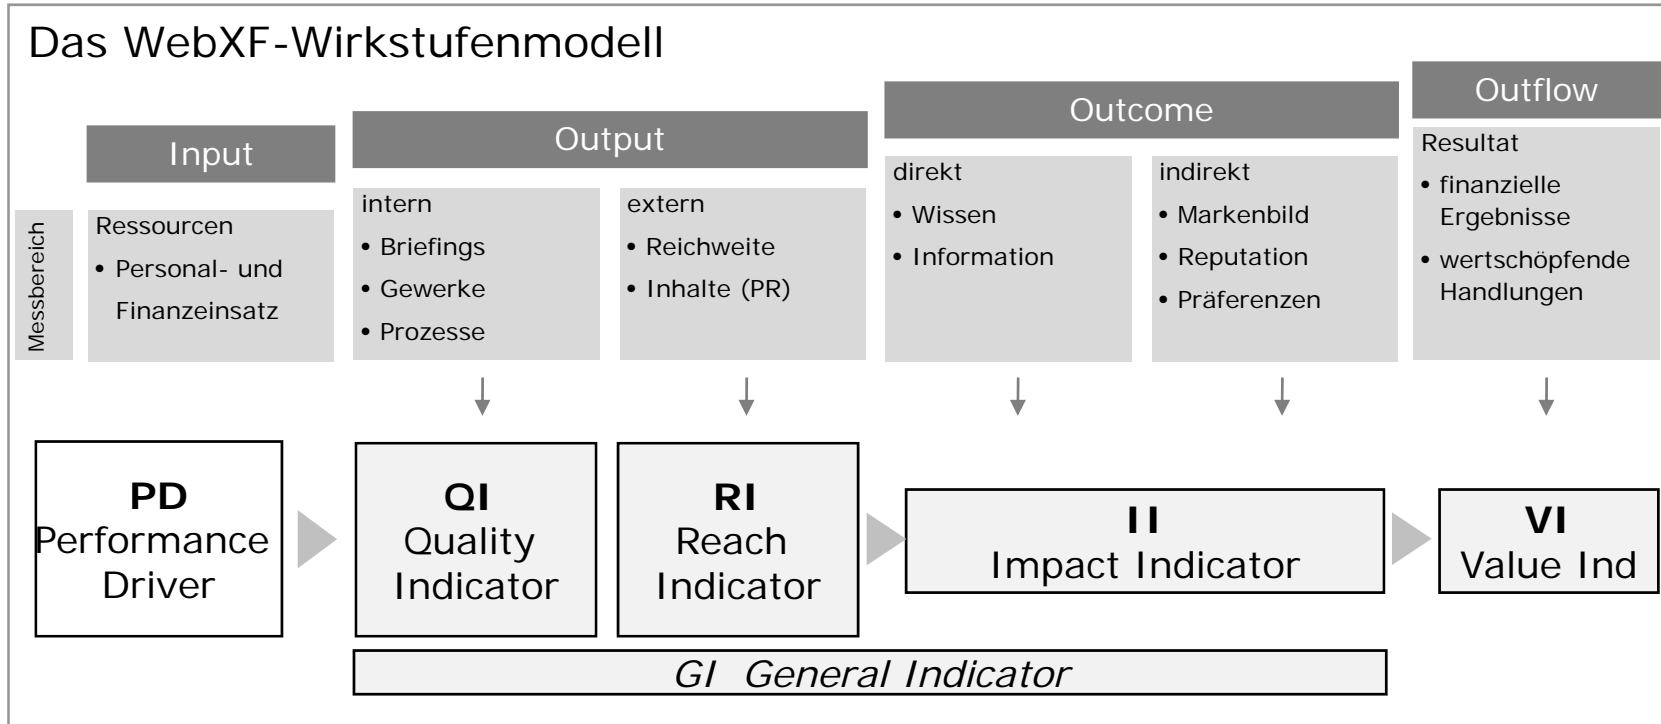 Das WebXF-Wirkstufenmodell
Input
Output
Outcome
Outflow
Messbereich
Ressourcen
• Personal- und
Finanzeinsatz
intern
• Briefings
• Gewerke
• Prozesse
extern
• Reichweite
• Inhalte (PR)
direkt
• Wissen
• Information
indirekt
• Markenbild
• Reputation
• Präferenzen
Resultat
• finanzielle
Ergebnisse
• wertschöpfende
Handlungen
PD
Performance
Driver
QI
Quality
Indicator
RI
Reach
Indicator
II
Impact Indicator
VI
Value Ind
GI General Indicator